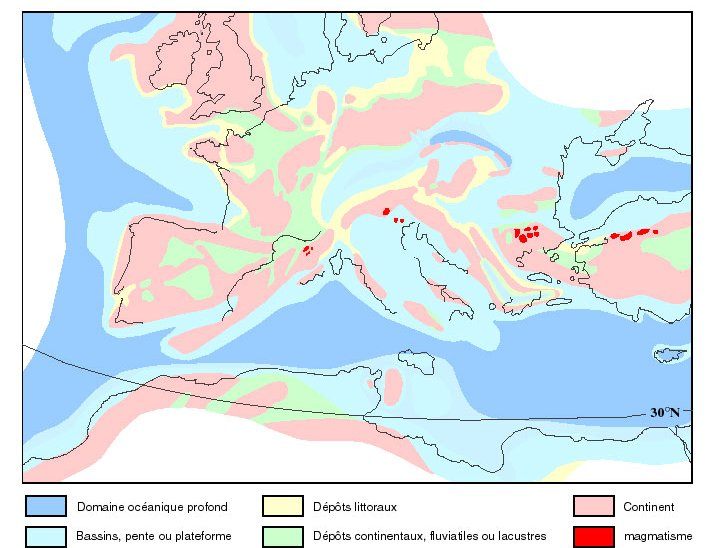 30°N
Domaine océanique profond
Dépôts littoraux
Continent
Bassins, pente ou plateforme
Dépôts continentaux, fluviatiles ou lacustres
magmatisme